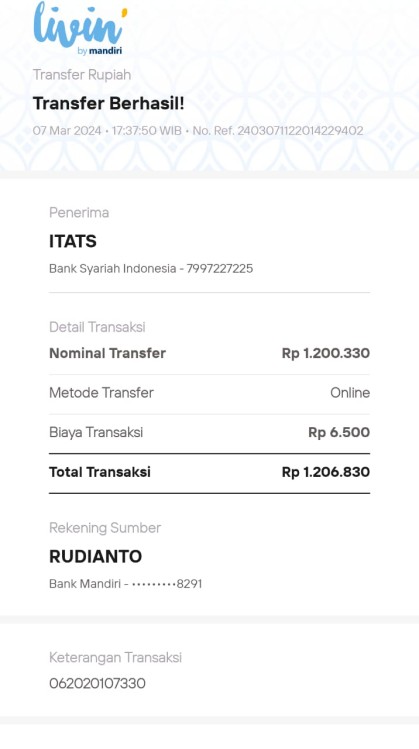 livin'
by mandiri
Transfer Rupiah
Transfer Berhasil!
07 Mar 2024 • 17:37:50 WIB • No. Ref. 2403071122014229402
Penerima
ITATS
Bank Syariah Indonesia - 7997227225
Detail Transaksi
Nominal Transfer Rp 1.200.330
Metode Transfer Online
Biaya Transaksi Rp 6.500
Total Transaksi Rp 1.206.830
Rekening Sumber
RUDIANTO
Bank Mandiri - •••••••••8291
Keterangan Transaksi
062020107330